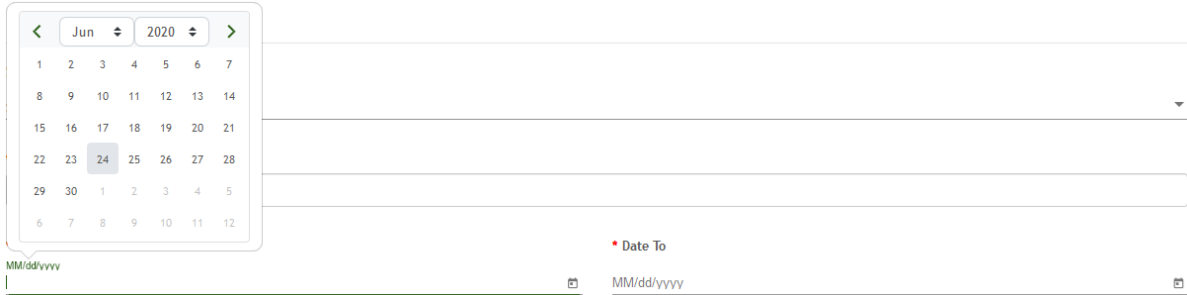 Jun 2020
1 2 3 4 5 6 7
8 9 10 11 12 13 14
15 16 17 18 19 20 21
22 23 24 25 26 27 28
29 30 1 2 3 4 5
6 7 8 9 10 11 12
* Date To
MM/dd/yyyy
MM/dd/yyyy